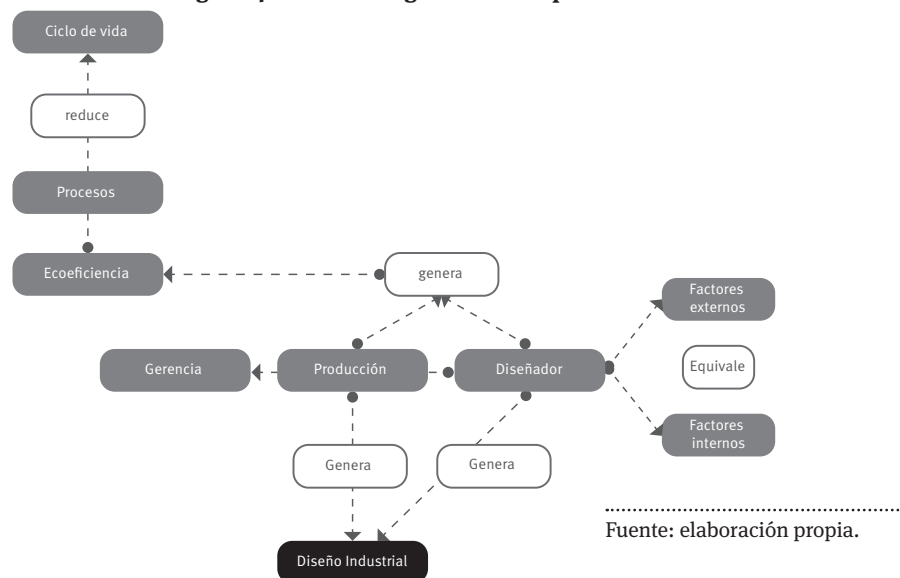 Ciclo de vida
reduce
Procesos
Ecoeficiencia
genera
Factores
externos
Gerencia
Producción
Diseñador
Equivale
Factores
internos
Genera
Genera
Fuente: elaboración propia.
Diseño Industrial